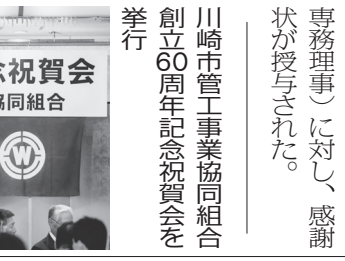 専務理事）に対し、感謝
状が授与された。
川崎市管工事業協同組合
創立60周年記念祝賀会を
挙行
念祝賀会
協同組合
W